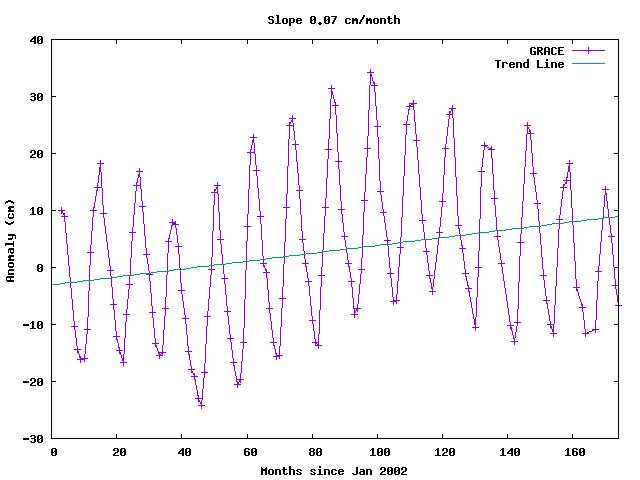 Slope 0.07 cm/month
GRACE
Trend Line
40
30
20
10
0
-10
-20
-30
Anomaly (cm)
0 20 40 60 80 100 120 140 160
Months since Jan 2002